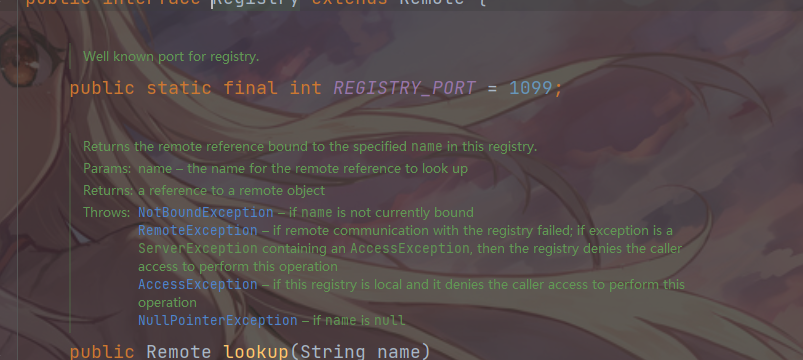 public interface Registry extends Remote {
Well known port for registry.
public static final int REGISTRY_PORT = 1099;
Returns the remote reference bound to the specified name in this registry.
Params: name – the name for the remote reference to look up
Returns: a reference to a remote object
Throws: NotBoundException – if name is not currently bound
RemoteException – if remote communication with the registry failed; if exception is a
ServerException containing an AccessException, then the registry denies the caller
access to perform this operation
AccessException – if this registry is local and it denies the caller access to perform this
operation
NullPointerException – if name is null
public Remote lookup(String name)